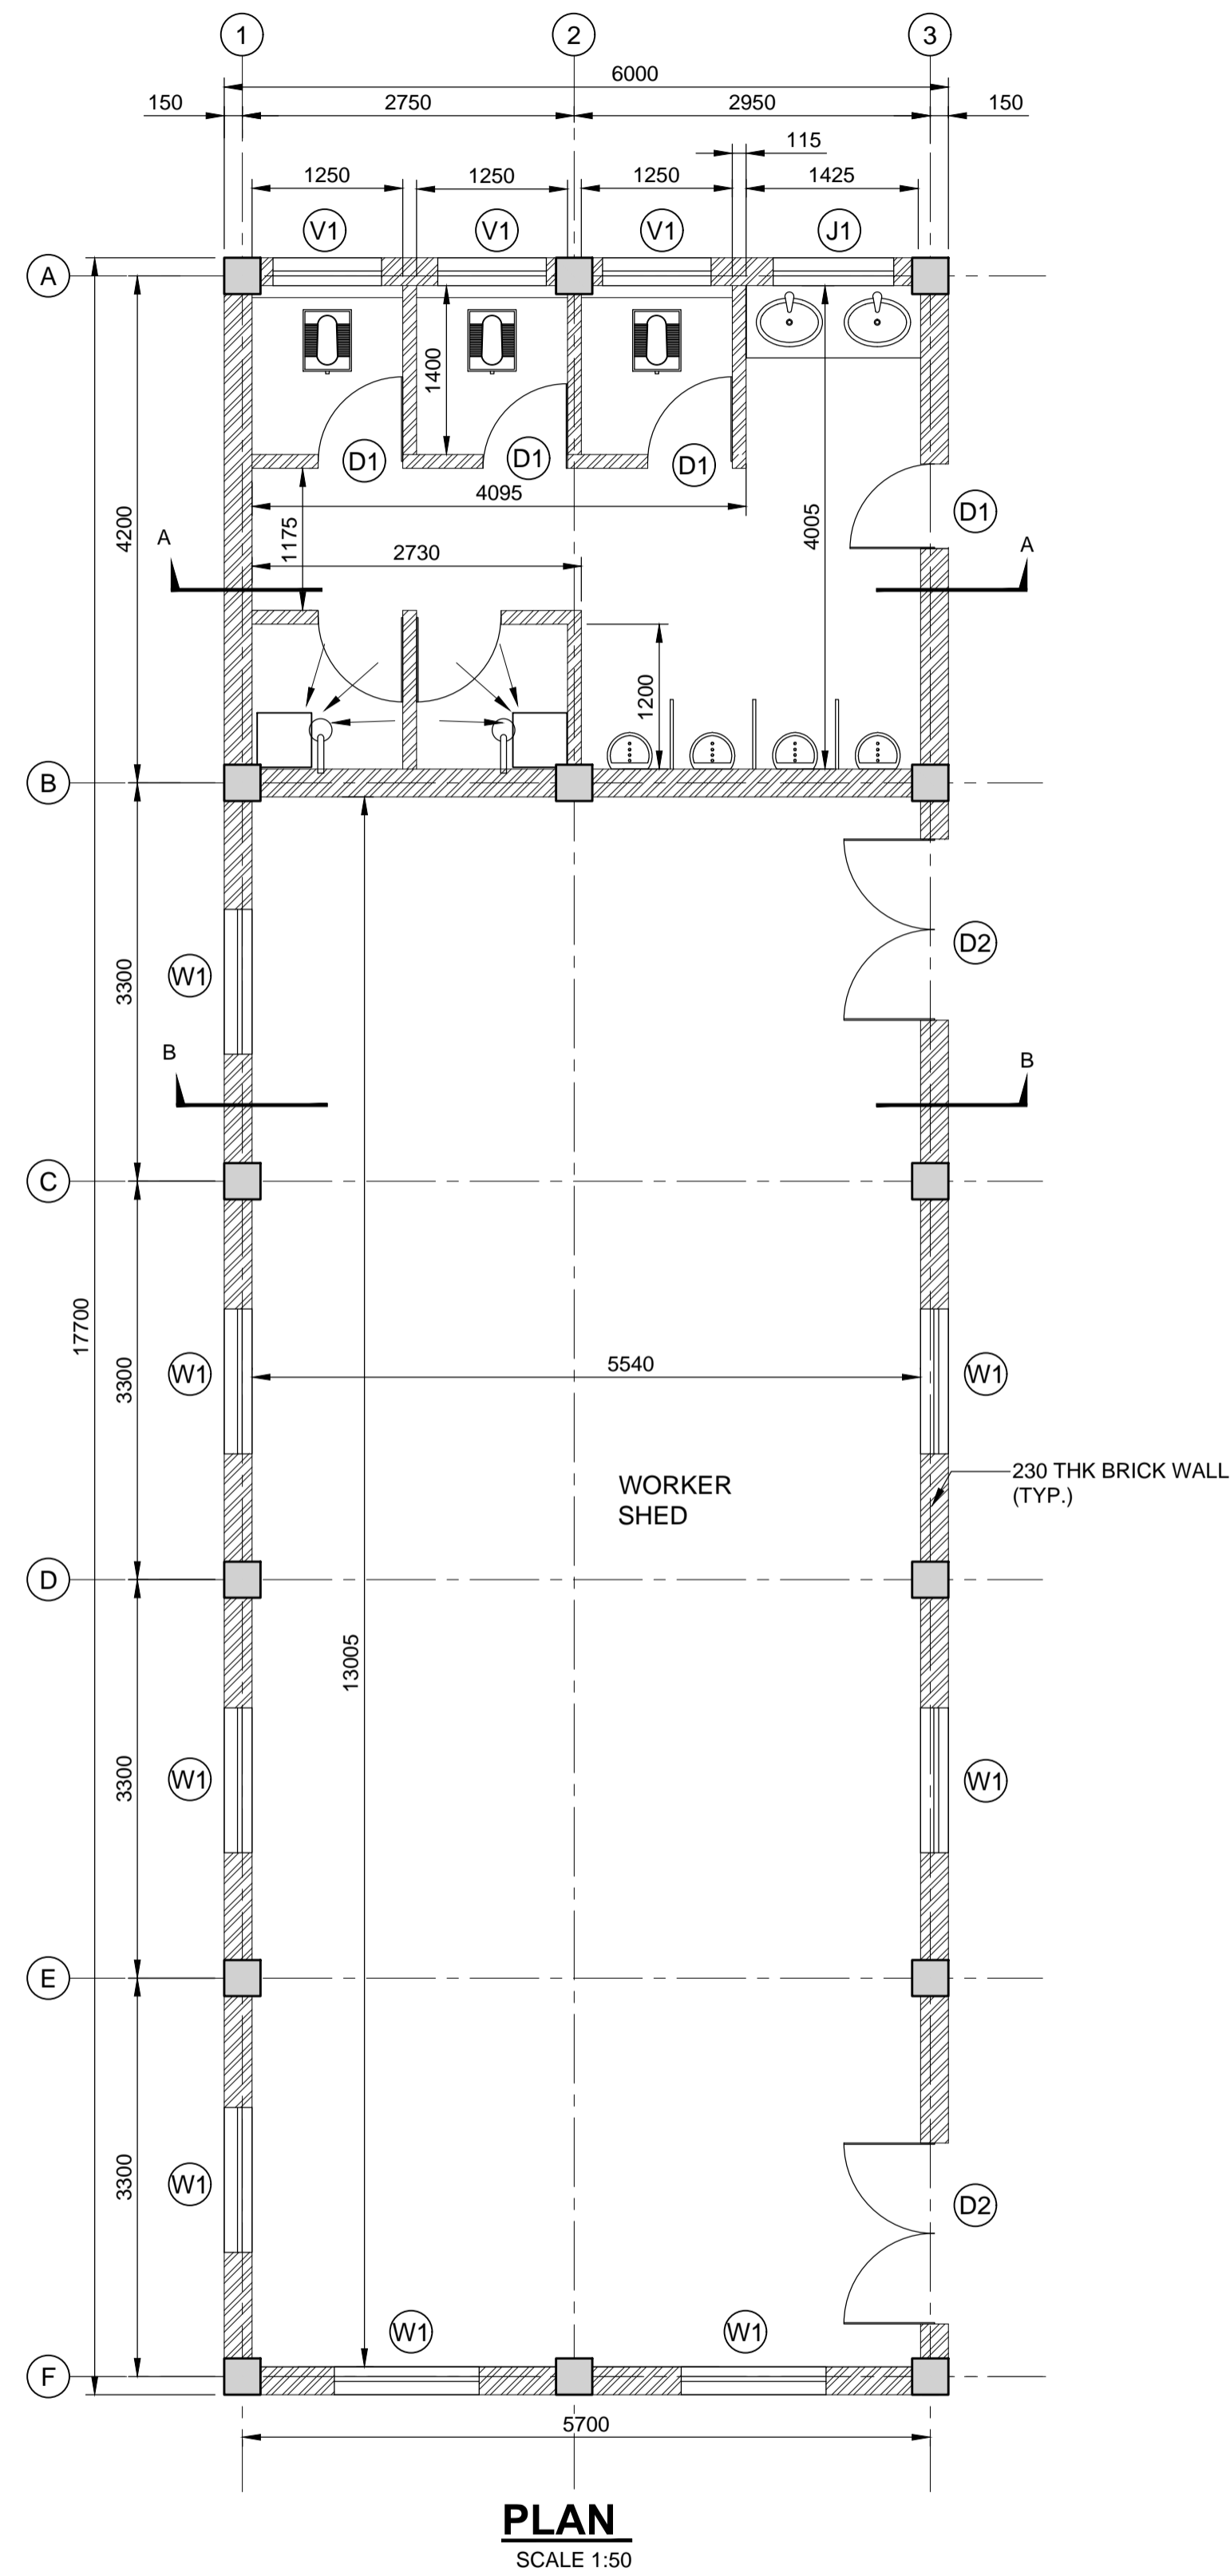 1
2
3
6000
150
2750
2950
150
115
1250
1250
1250
1425
V1
V1
V1
J1
A
1400
D1
D1
D1
4095
D1
4200
A
1175
2730
4005
A
1200
B
3300
W1
D2
B
B
C
17700
3300
W1
5540
W1
WORKER
SHED
230 THK BRICK WALL
(TYP.)
D
13005
3300
W1
W1
E
3300
W1
D2
W1
W1
F
5700
PLAN
SCALE 1:50